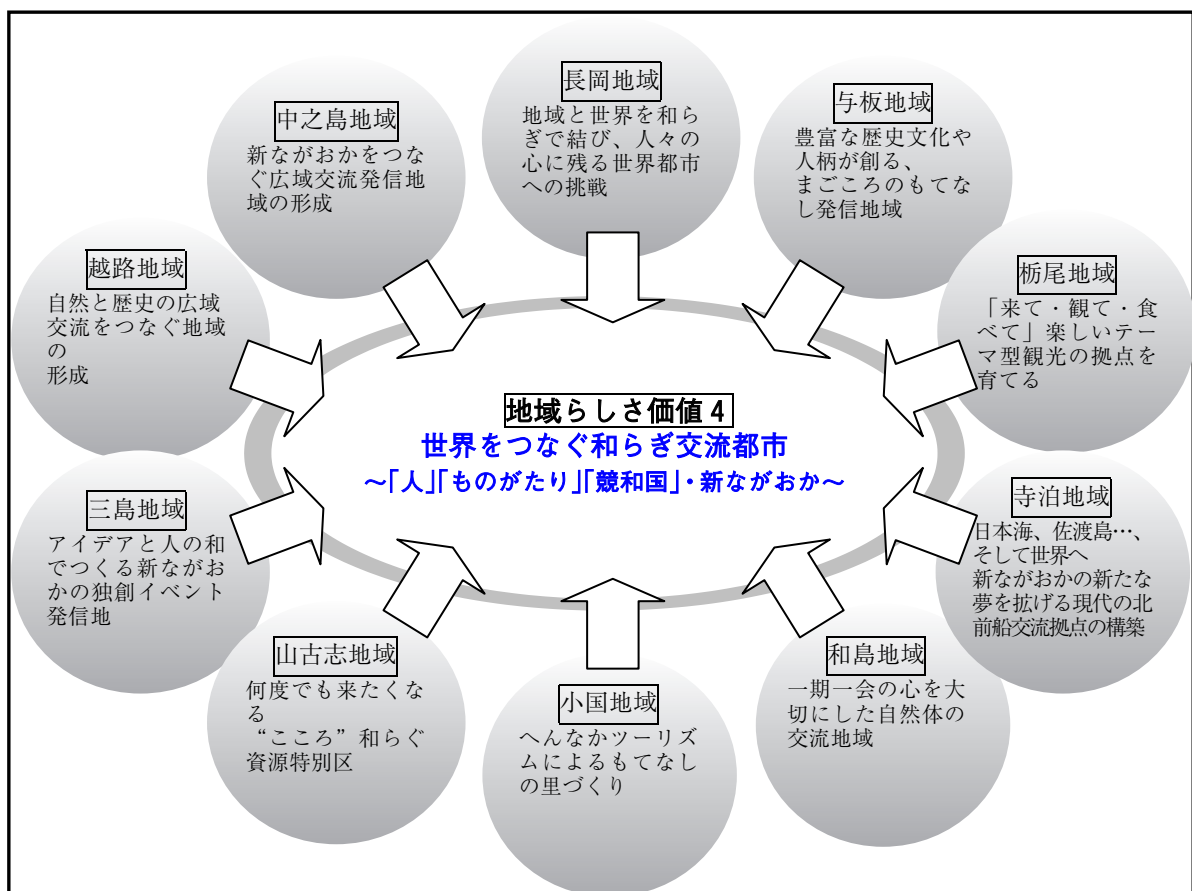 長岡地域
地域と世界を和ら
ぎで結び、人々の
心に残る世界都市
への挑戦
中之島地域
新ながおかをつな
ぐ広域交流発信地
域の形成
与板地域
豊富な歴史文化や
人柄が創る、
まごころのもてな
し発信地域
越路地域
自然と歴史の広域
交流をつなぐ地域
の
形成
栃尾地域
「来て・観て・食
べて」楽しいテー
マ型観光の拠点を
育てる
地域らしさ価値4
世界をつなぐ和らぎ交流都市
~「人」「ものがたり」「競和国」・新ながおか~
三島地域
アイデアと人の和
でつくる新ながお
かの独創イベント
発信地
寺泊地域
日本海、佐渡島…、
そして世界へ
新ながおかの新たな
夢を拡げる現代の北
前船交流拠点の構築
山古志地域
何度でも来たくな
る
“こころ”和らぐ
資源特別区
小国地域
へんなかツーリズ
ムによるもてなし
の里づくり
和島地域
一期一会の心を大
切にした自然体の
交流地域